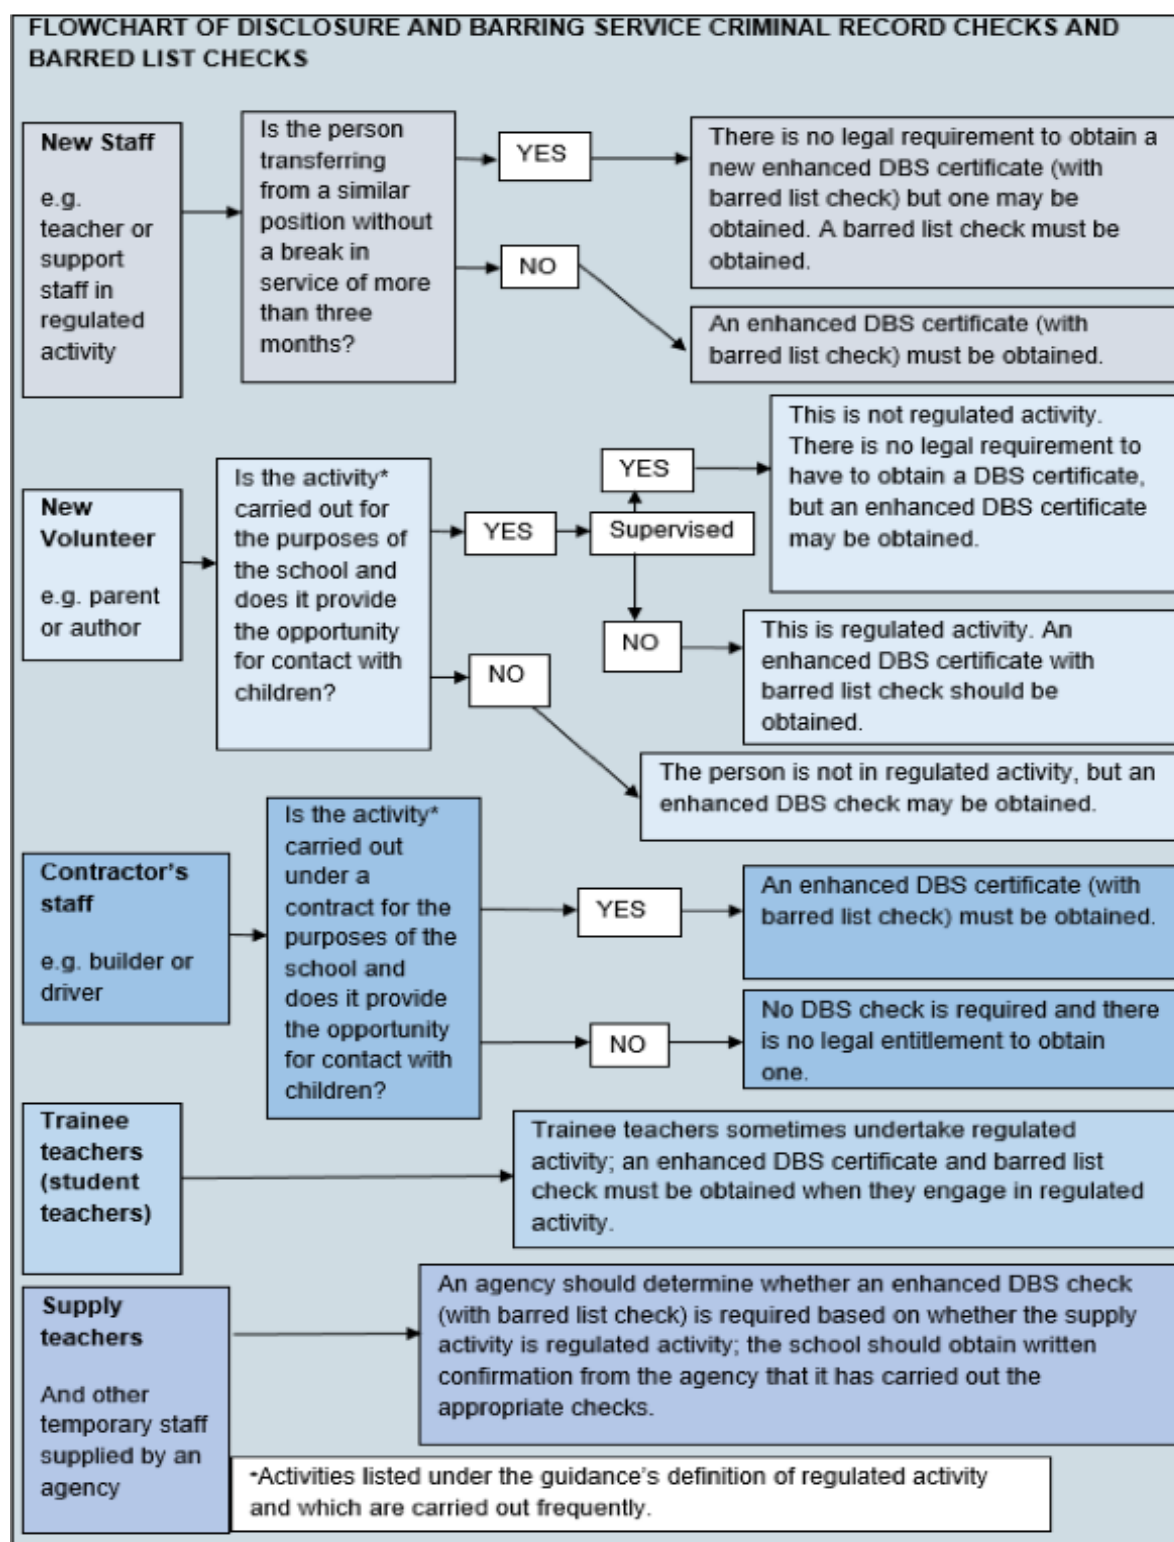 FLOWCHART OF DISCLOSURE AND BARRING SERVICE CRIMINAL RECORD CHECKS AND
BARRED LIST CHECKS
New Staff
e.g.
teacher or
support
staff in
regulated
activity
Is the person
transferring
from a similar
position without
a break in
service of more
than three
months?
YES
There is no legal requirement to obtain a
new enhanced DBS certificate (with
barred list check) but one may be
obtained. A barred list check must be
obtained.
NO
An enhanced DBS certificate (with
barred list check) must be obtained.
New
Volunteer
e.g. parent
or author
Is the activity*
carried out for
the purposes of
the school and
does it provide
the opportunity
for contact with
children?
YES
Supervised
YES
This is not regulated activity.
There is no legal requirement to
have to obtain a DBS certificate,
but an enhanced DBS certificate
may be obtained.
NO
This is regulated activity. An
enhanced DBS certificate with
barred list check should be
obtained.
NO
The person is not in regulated activity, but an
enhanced DBS check may be obtained.
Contractor's
staff
e.g. builder or
driver
Is the activity*
carried out
under a
contract for the
purposes of the
school and
does it provide
the opportunity
for contact with
children?
YES
An enhanced DBS certificate (with
barred list check) must be obtained.
NO
No DBS check is required and there
is no legal entitlement to obtain
one.
Trainee
teachers
(student
teachers)
Trainee teachers sometimes undertake regulated
activity; an enhanced DBS certificate and barred list
check must be obtained when they engage in regulated
activity.
Supply
teachers
And other
temporary staff
supplied by an
agency
An agency should determine whether an enhanced DBS check
(with barred list check) is required based on whether the supply
activity is regulated activity; the school should obtain written
confirmation from the agency that it has carried out the
appropriate checks.
*Activities listed under the guidance's definition of regulated activity
and which are carried out frequently.